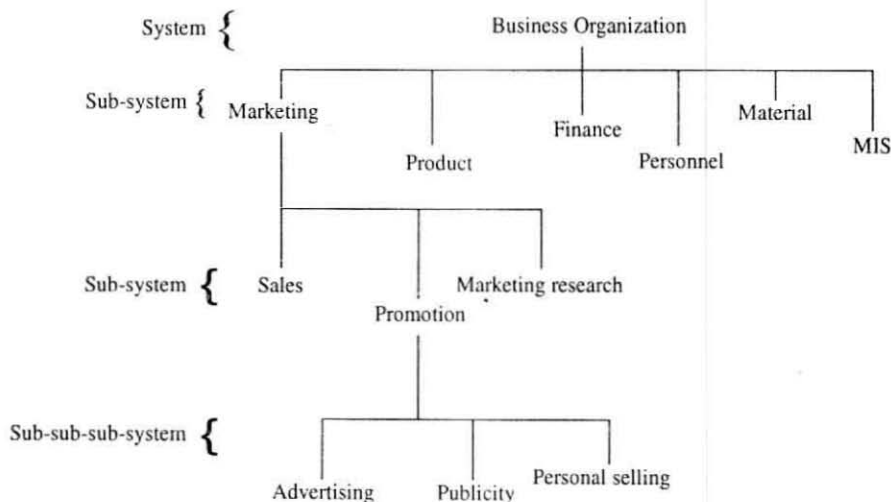 System { Business Organization
Sub-system { Marketing
Product
Finance
Personnel
Material
MIS
Sub-system { Sales
Promotion
Marketing research
Sub-sub-sub-system {
Advertising
Publicity
Personal selling